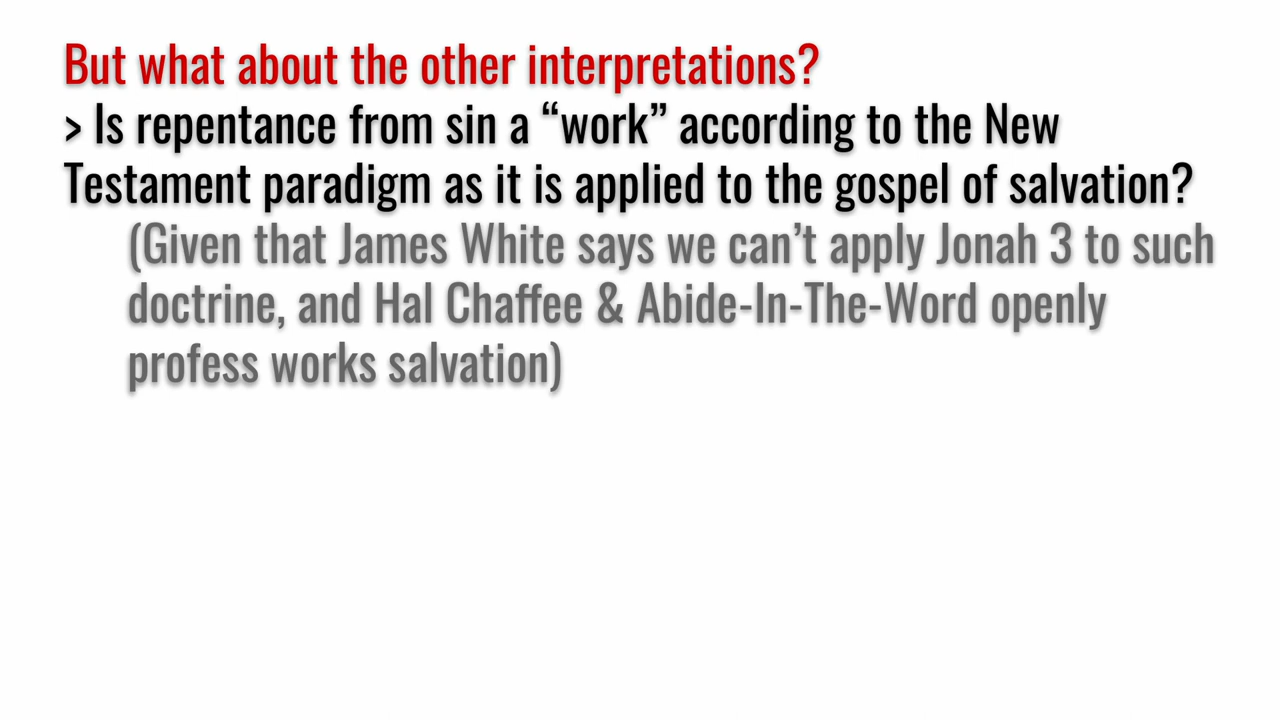 But what about the other interpretations?
> Is repentance from sin a “work” according to the New
Testament paradigm as it is applied to the gospel of salvation?
(Given that James White says we can’t apply Jonah 3 to such
doctrine, and Hal Chaffee & Abide-In-The-Word openly
profess works salvation)